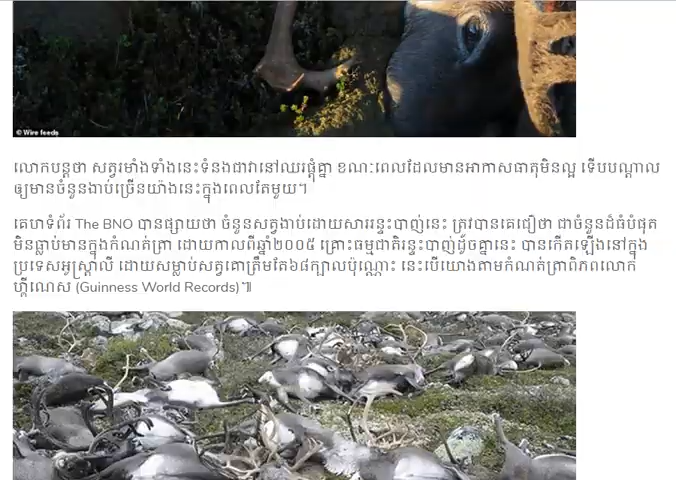 © Wire feeds
លោកបន្តថា សត្វរមាំងទាំងនេះទំនងជាវានៅឈរផ្តុំគ្នា ខណៈពេលដែលមានអាកាសធាតុមិនល្អ ទើបបណ្តាល
ឲ្យមានចំនួនងាប់ច្រើនយ៉ាងនេះក្នុងពេលតែមួយ។
គេហទំព័រ The BNO បានផ្សាយថា ចំនួនសត្វងាប់ដោយសាររន្ទះបាញ់នេះ ត្រូវបានគេជឿថា ជាចំនួនដ៏ធំបំផុត
មិនធ្លាប់មានក្នុងកំណត់ត្រា ដោយកាលពីឆ្នាំ២០០៥ គ្រោះធម្មជាតិរន្ទះបាញ់ដូចគ្នានេះ បានកើតឡើងនៅក្នុង
ប្រទេសអូស្ត្រាលី ដោយសម្លាប់សត្វគោត្រឹមតែ៦៨ក្បាលប៉ុណ្ណោះ នេះបើយោងតាមកំណត់ត្រាពិភពលោក
ហ្គីណេស (Guinness World Records)៕